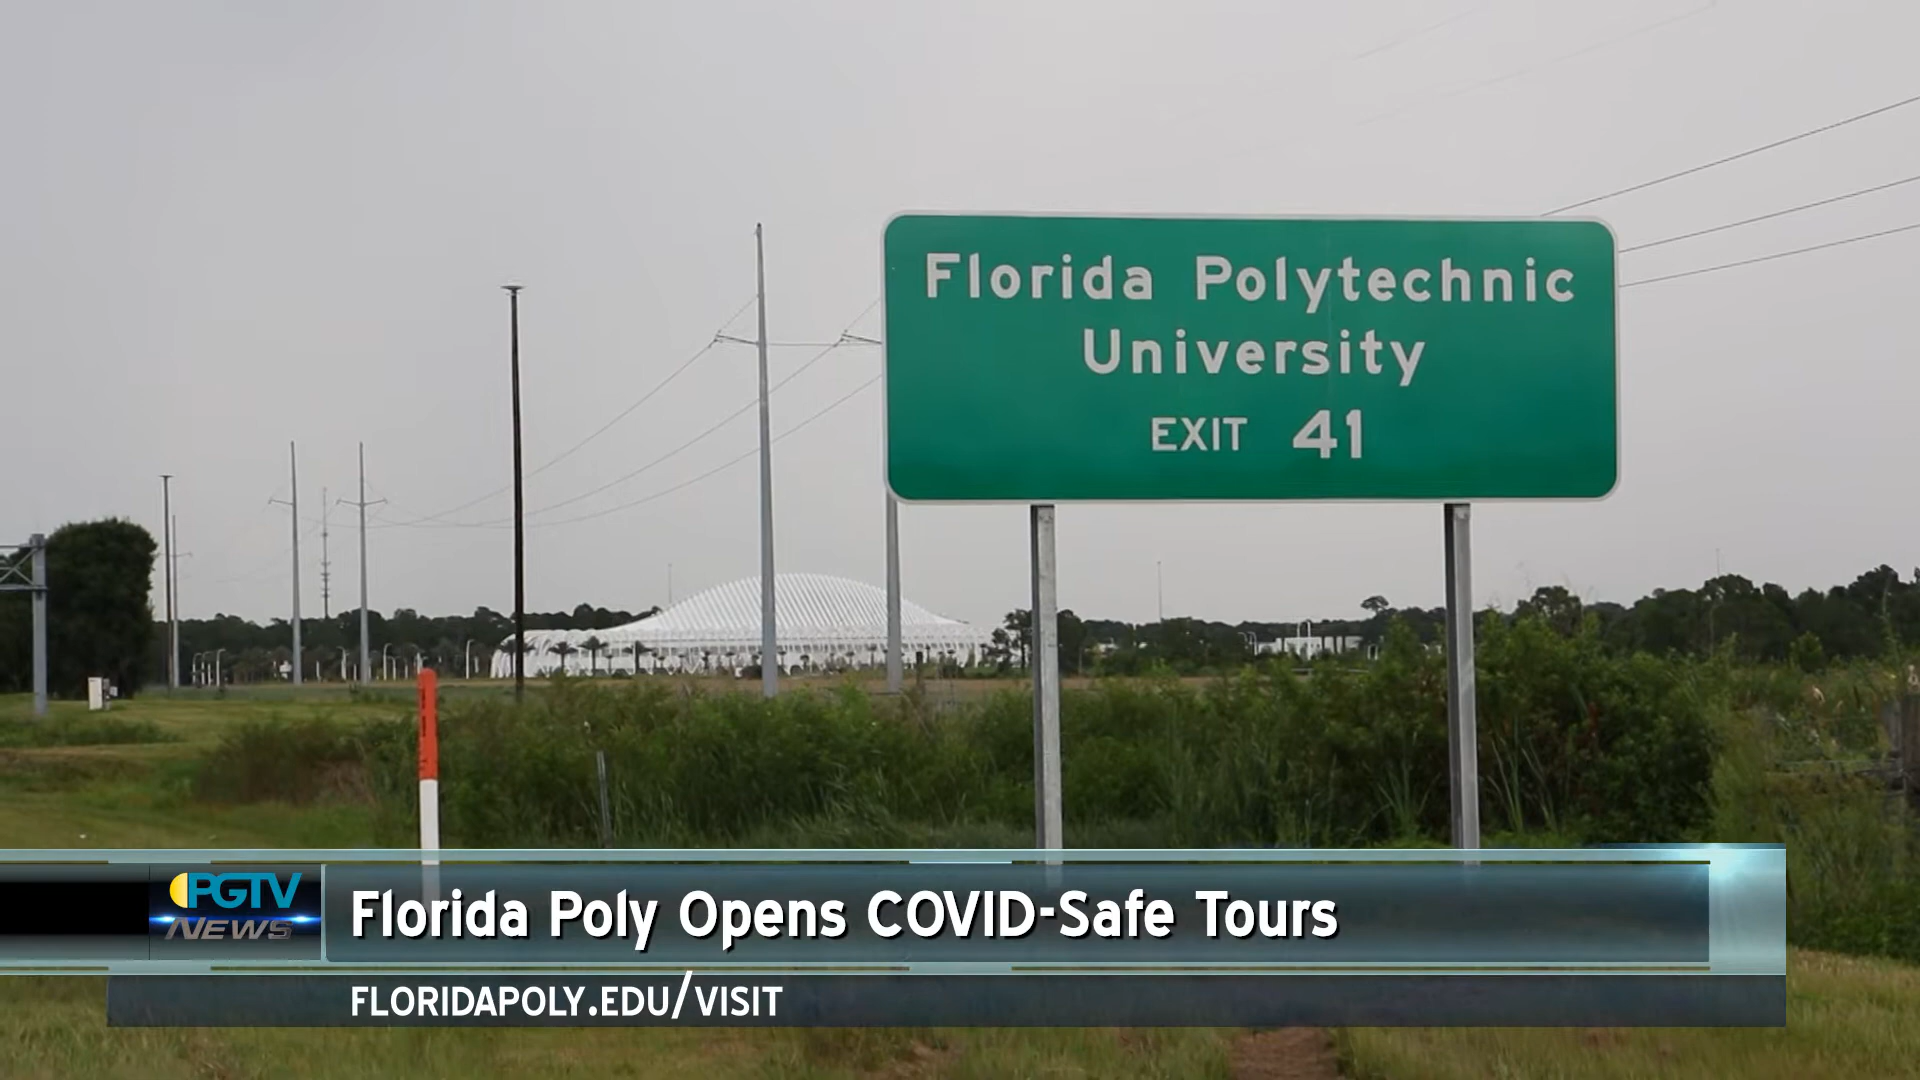 Florida Polytechnic
University
EXIT 41
PGTV
NEWS
Florida Poly Opens COVID-Safe Tours
FLORIDAPOLY.EDU/VISIT